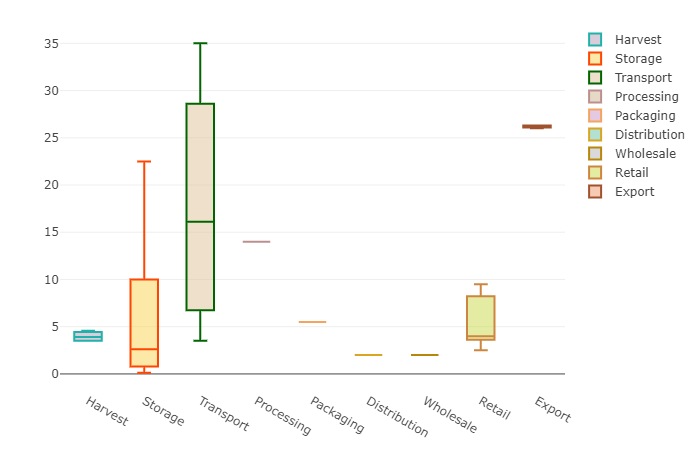 35
30
25
20
15
10
5
0
Harvest
Storage
Transport
Processing
Packaging
Distribution
Wholesale
Retail
Export
Harvest
Storage
Transport
Processing
Packaging
Distribution
Wholesale
Retail
Export